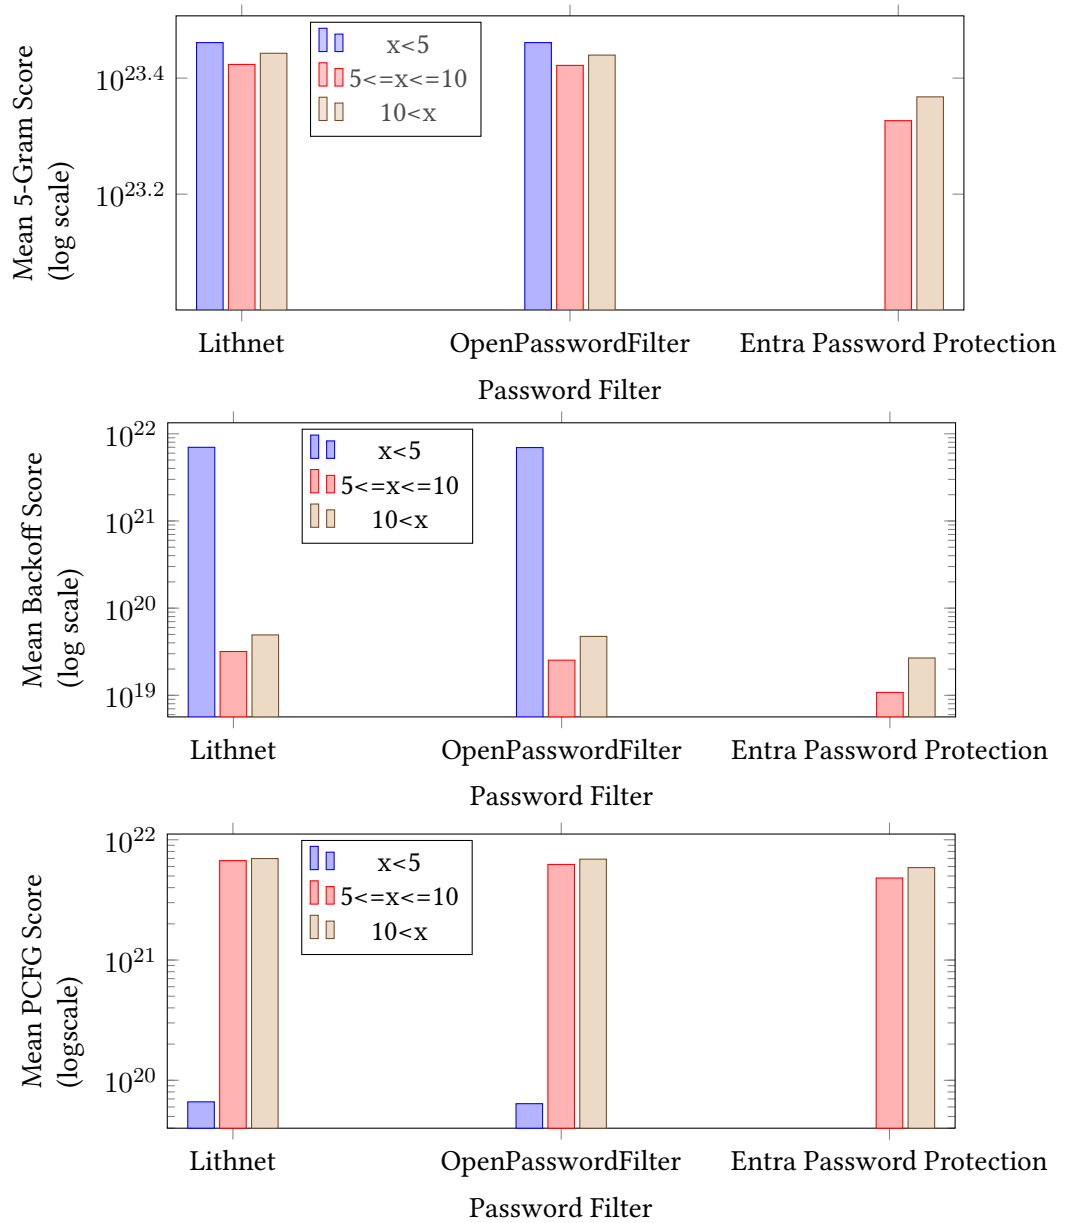 Mean 5-Gram Score
(log scale)
10^23.4
10^23.2
x<5
5<=x<=10
10<x
Lithnet
OpenPasswordFilter
Entra Password Protection
Password Filter
Mean Backoff Score
(log scale)
10^22
10^21
10^20
10^19
x<5
5<=x<=10
10<x
Lithnet
OpenPasswordFilter
Entra Password Protection
Password Filter
Mean PCFG Score
(logscale)
10^22
10^21
10^20
x<5
5<=x<=10
10<x
Lithnet
OpenPasswordFilter
Entra Password Protection
Password Filter